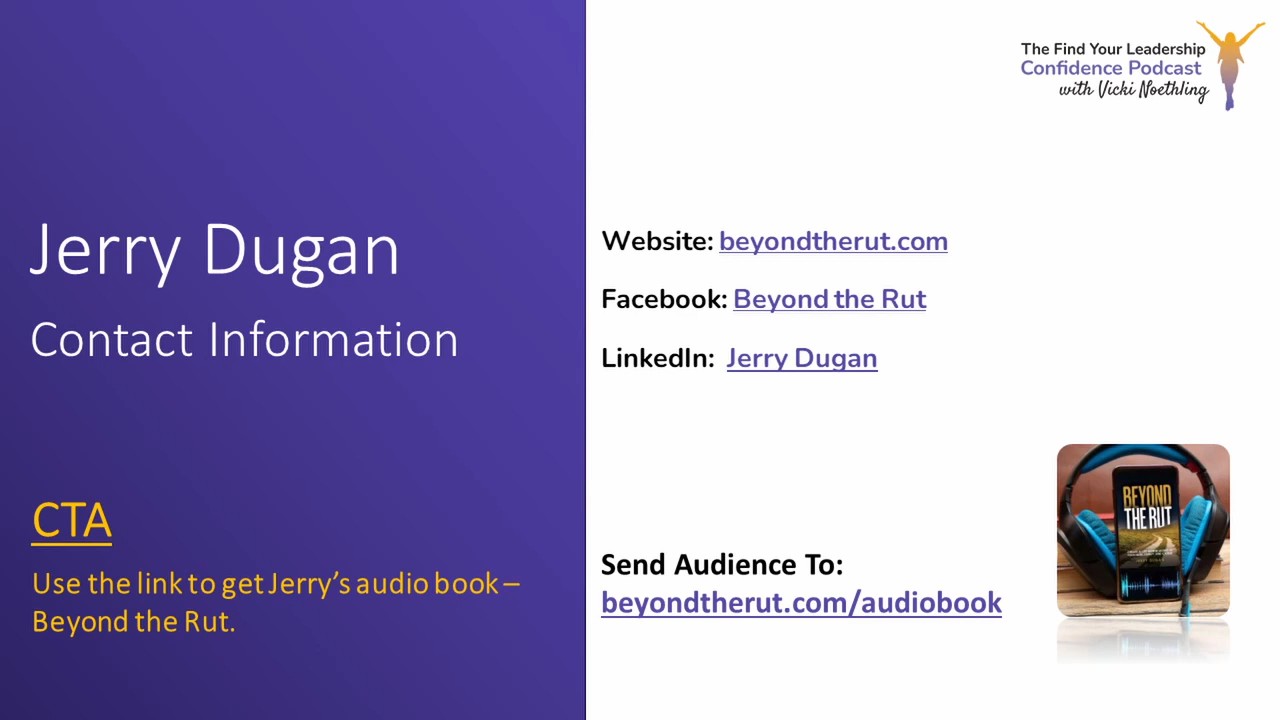 The Find Your Leadership
Confidence Podcast
with Vicki Noethling
Jerry Dugan
Contact Information
Website: beyondtherut.com
Facebook: Beyond the Rut
LinkedIn: Jerry Dugan
CTA
Use the link to get Jerry’s audio book –
Beyond the Rut.
Send Audience To:
beyondtherut.com/audiobook
BEYOND
THE RUT